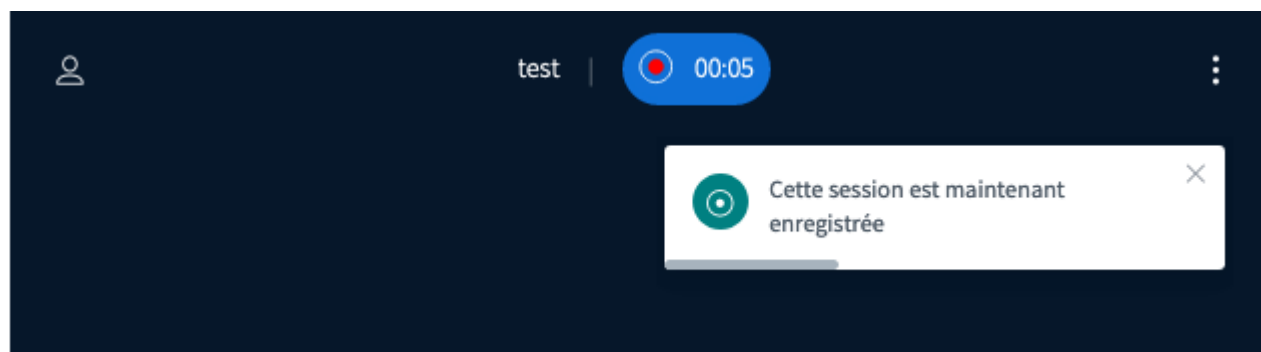 test | 00:05
Cette session est maintenant
enregistrée